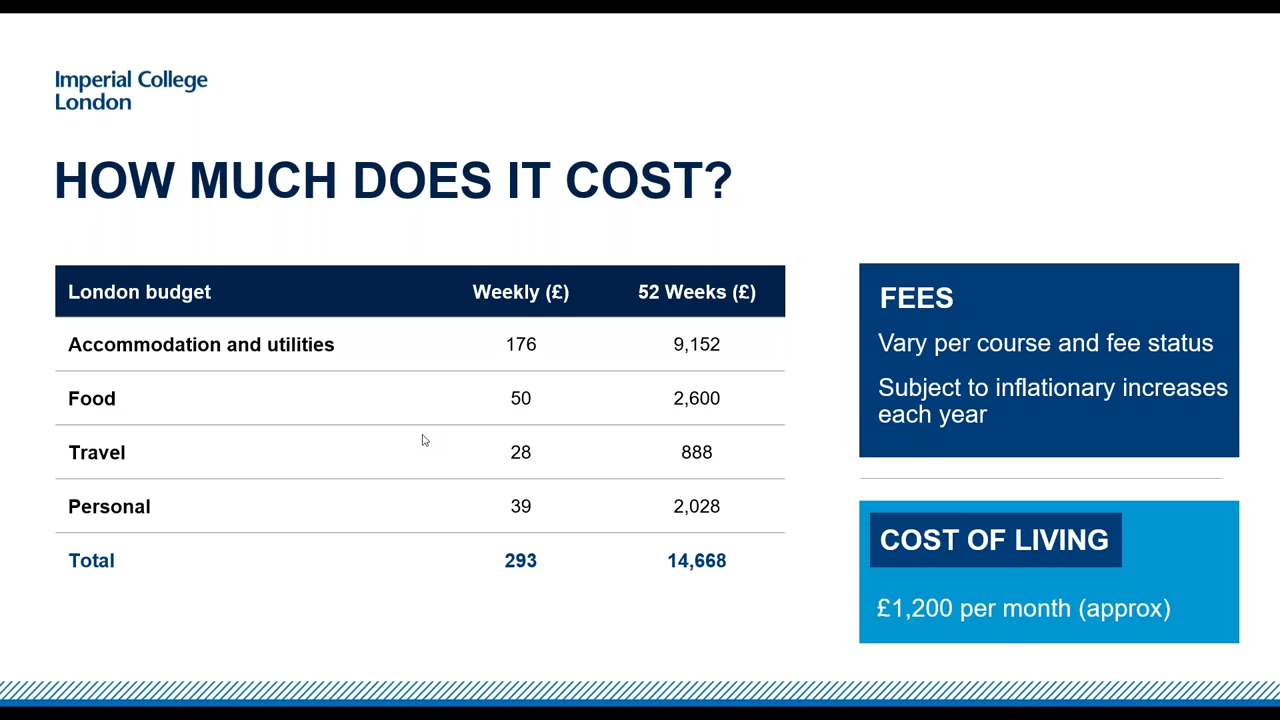 Imperial College
London
HOW MUCH DOES IT COST?
London budget Weekly (£) 52 Weeks (£)
Accommodation and utilities 176 9,152
Food 50 2,600
Travel 28 888
Personal 39 2,028
Total 293 14,668
FEES
Vary per course and fee status
Subject to inflationary increases
each year
COST OF LIVING
£1,200 per month (approx)